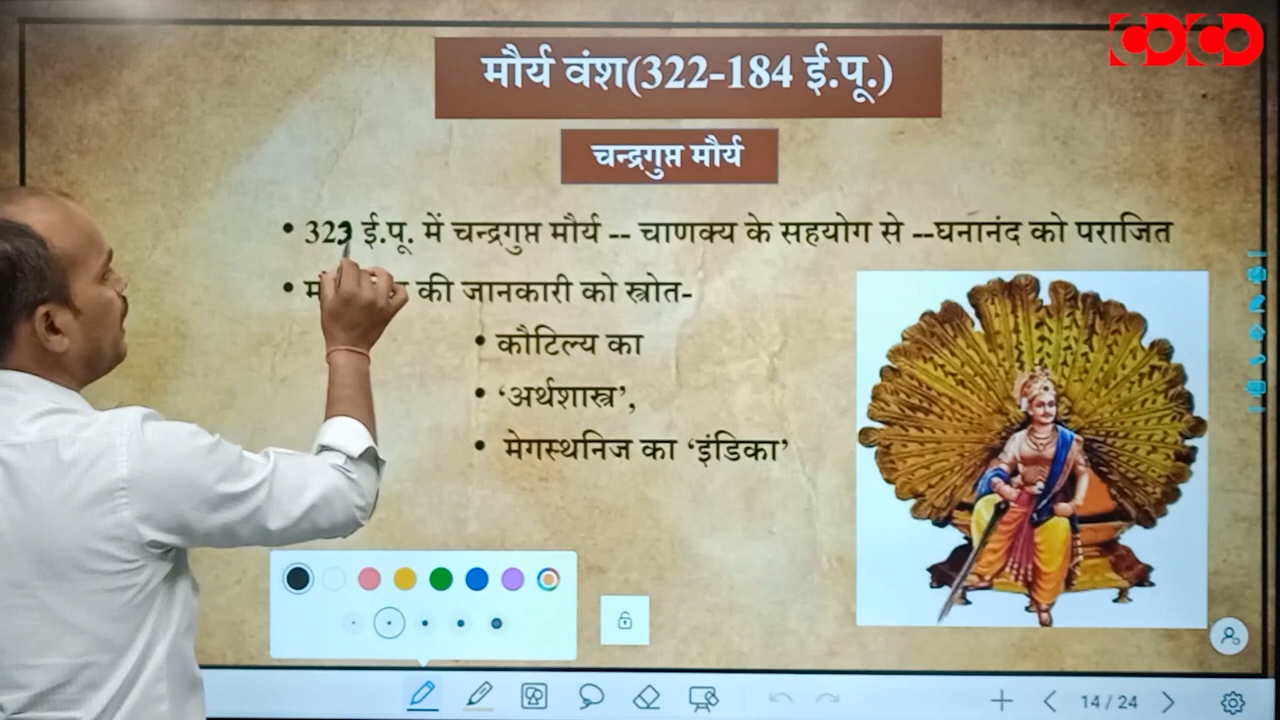 मौर्य वंश(322-184 ई.पू.)
चन्द्रगुप्त मौर्य
• 323 ई.पू. में चन्द्रगुप्त मौर्य -- चाणक्य के सहयोग से --घनानंद को पराजित
• की जानकारी को स्त्रोत-
• कौटिल्य का
• ‘अर्थशास्त्र’,
• मेगस्थनिज का ‘इंडिका’
14 / 24